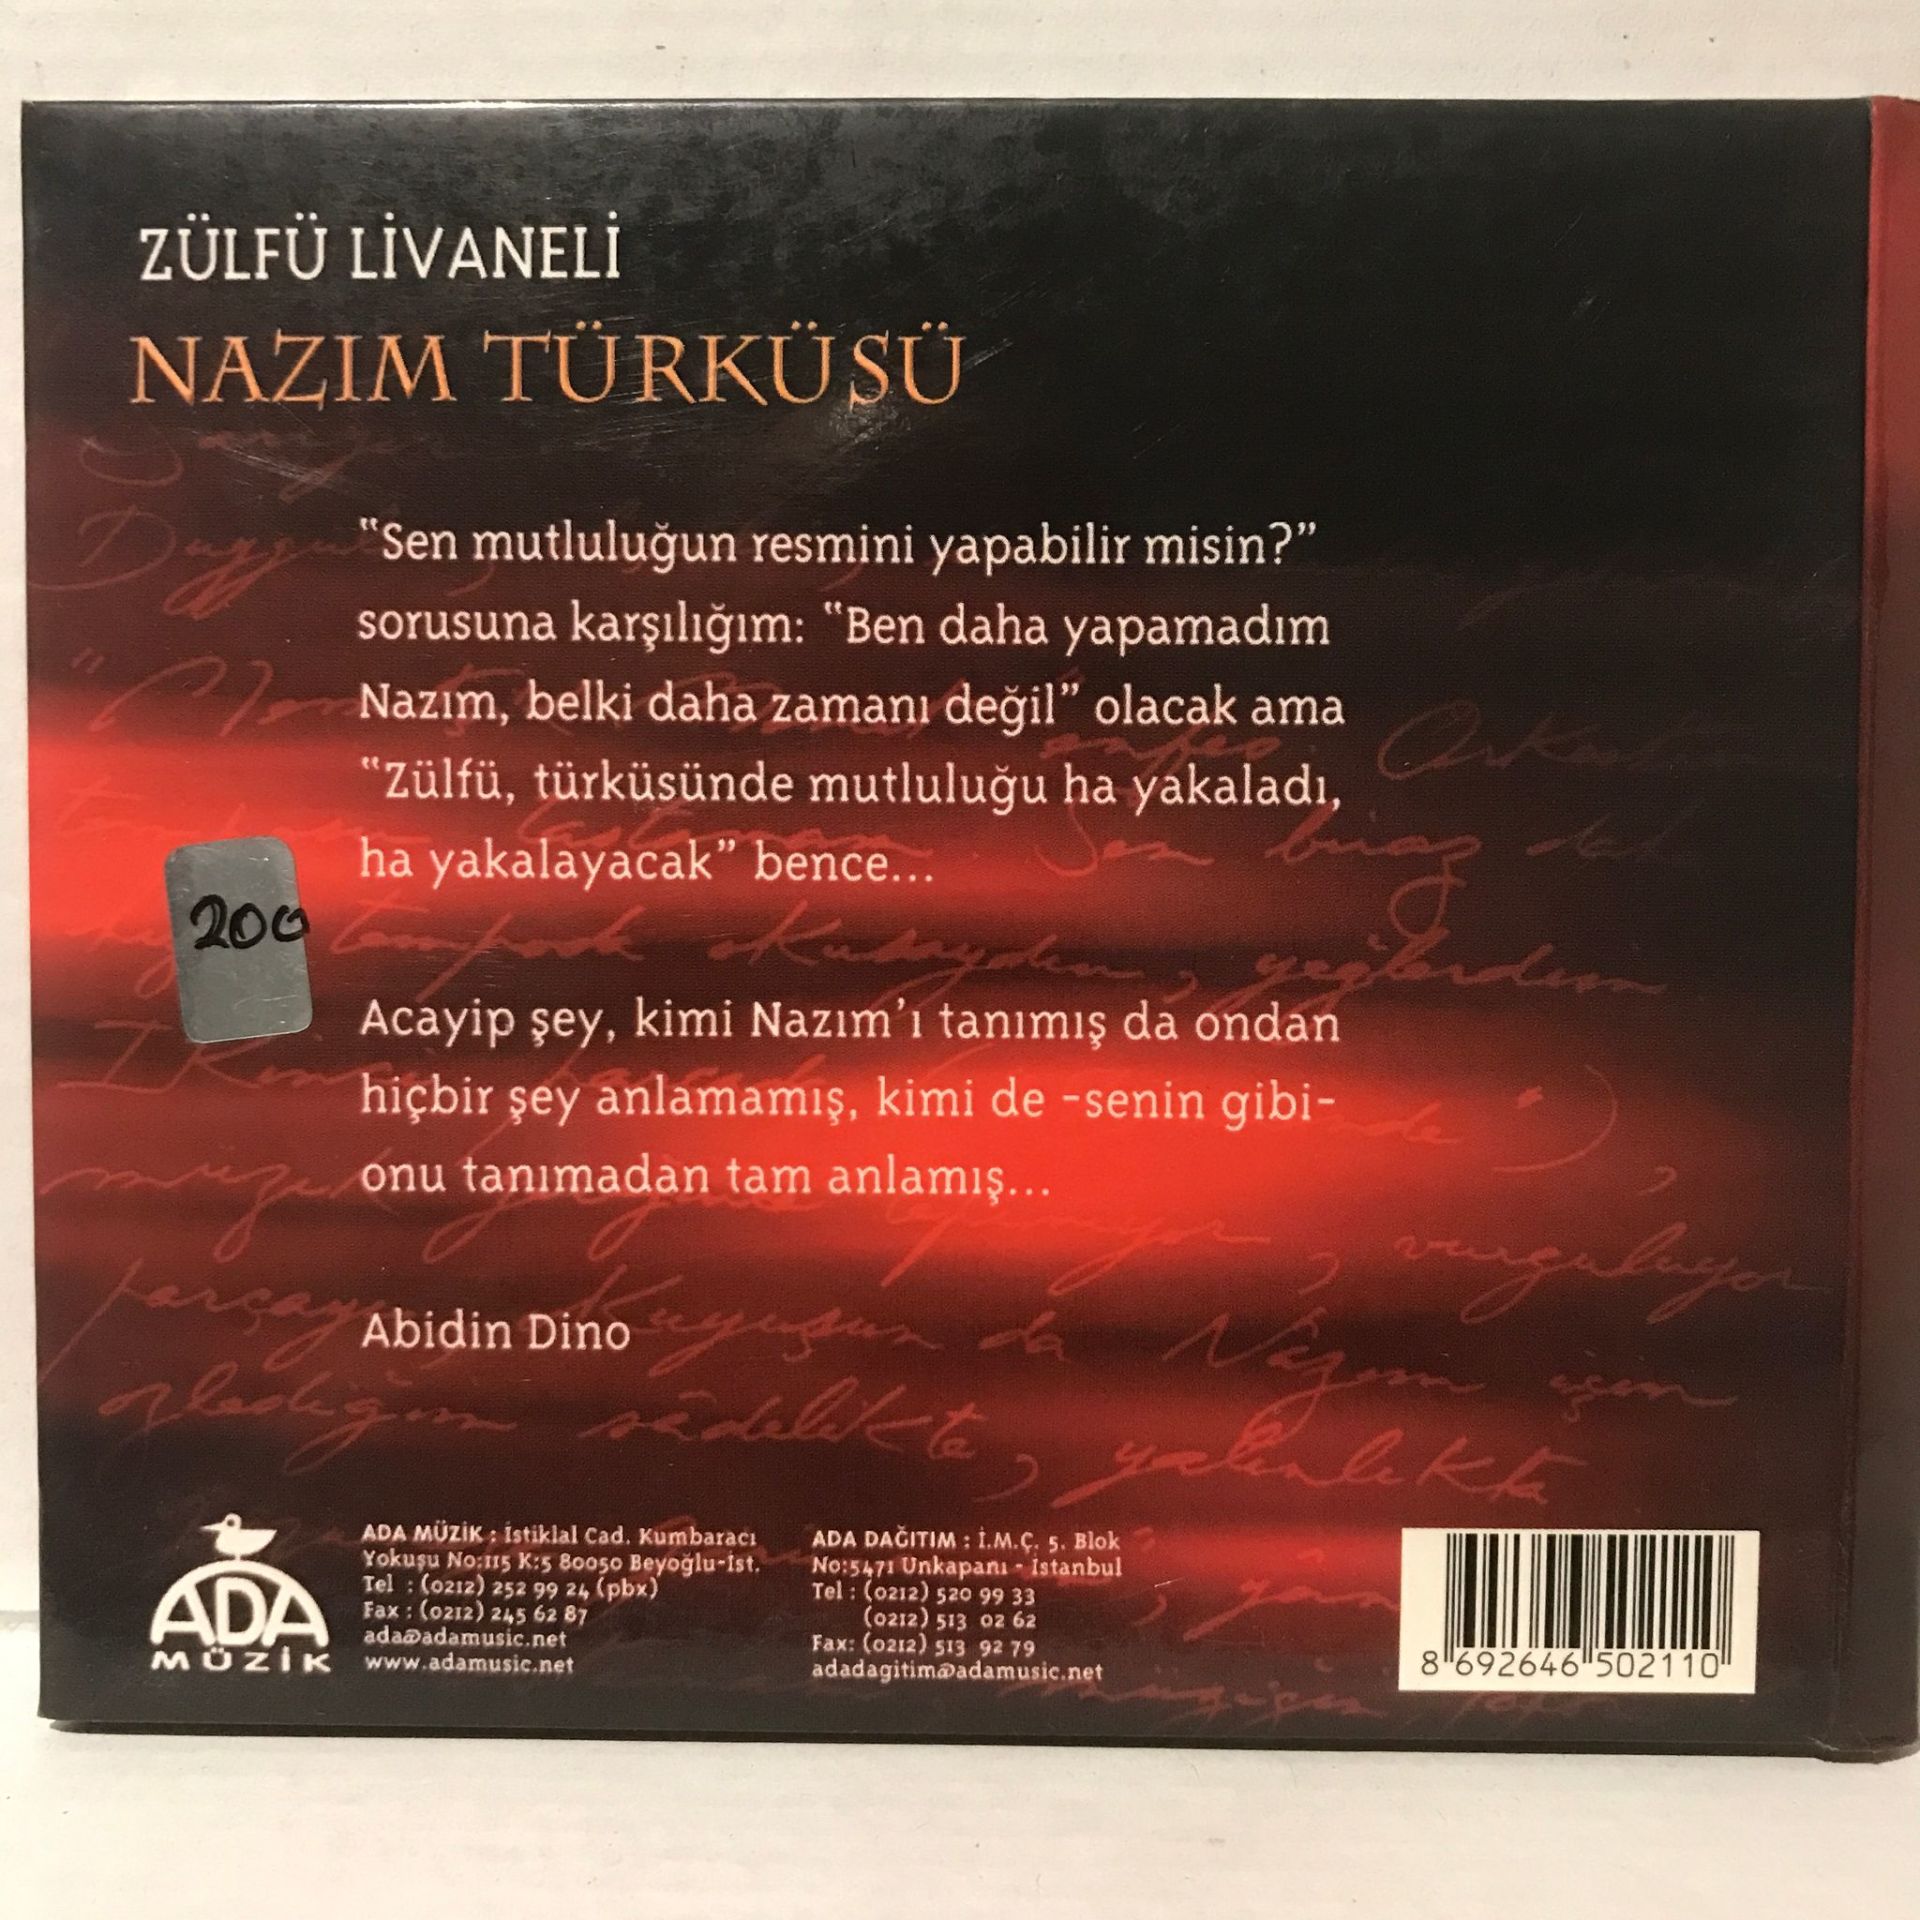 ZÜLFÜ LİVANELİ
NAZIM TÜRKÜSÜ
"Sen mutluluğun resmini yapabilir misin?"
sorusuna karşılığım: "Ben daha yapamadım
Nazım, belki daha zamanı değil" olacak ama
"Zülfü, türküsünde mutluluğu ha yakaladı,
ha yakalayacak" bence...
200
Acayip şey, kimi Nazım'ı tanımış da ondan
hiçbir şey anlamamış, kimi de -senin gibi-
onu tanımadan tam anlamış...
Abidin Dino
ADA
MÜZİK
ADA MÜZİK : İstiklal Cad. Kumbaracı
Yokuşu No:115 K:5 80050 Beyoğlu-İst.
Tel : (0212) 252 99 24 (pbx)
Fax : (0212) 245 62 87
ada@adamusic.net
www.adamusic.net
ADA DAĞITIM : İ.M.Ç. 5. Blok
No:5471 Unkapanı - İstanbul
Tel : (0212) 520 99 33
(0212) 513 02 62
Fax: (0212) 513 92 79
adadagitim@adamusic.net
8 692646 502110